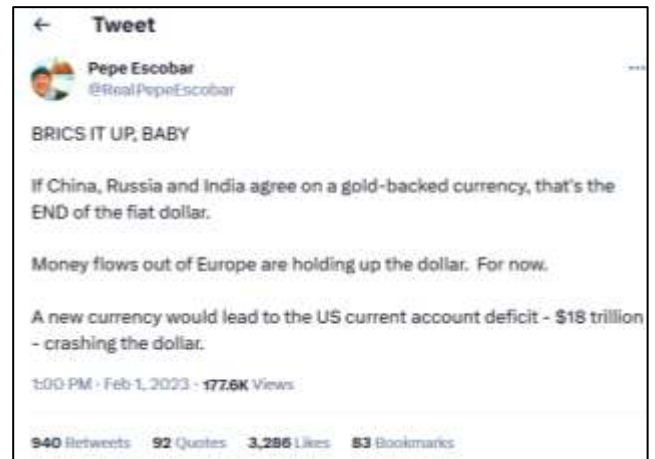 ← Tweet
Pepe Escobar
@RealPepeEscobar
BRICS IT UP, BABY
If China, Russia and India agree on a gold-backed currency, that's the
END of the fiat dollar.
Money flows out of Europe are holding up the dollar. For now.
A new currency would lead to the US current account deficit - $18 trillion
- crashing the dollar.
1:00 PM · Feb 1, 2023 · 177.6K Views
940 Retweets 92 Quotes 3,286 Likes 83 Bookmarks